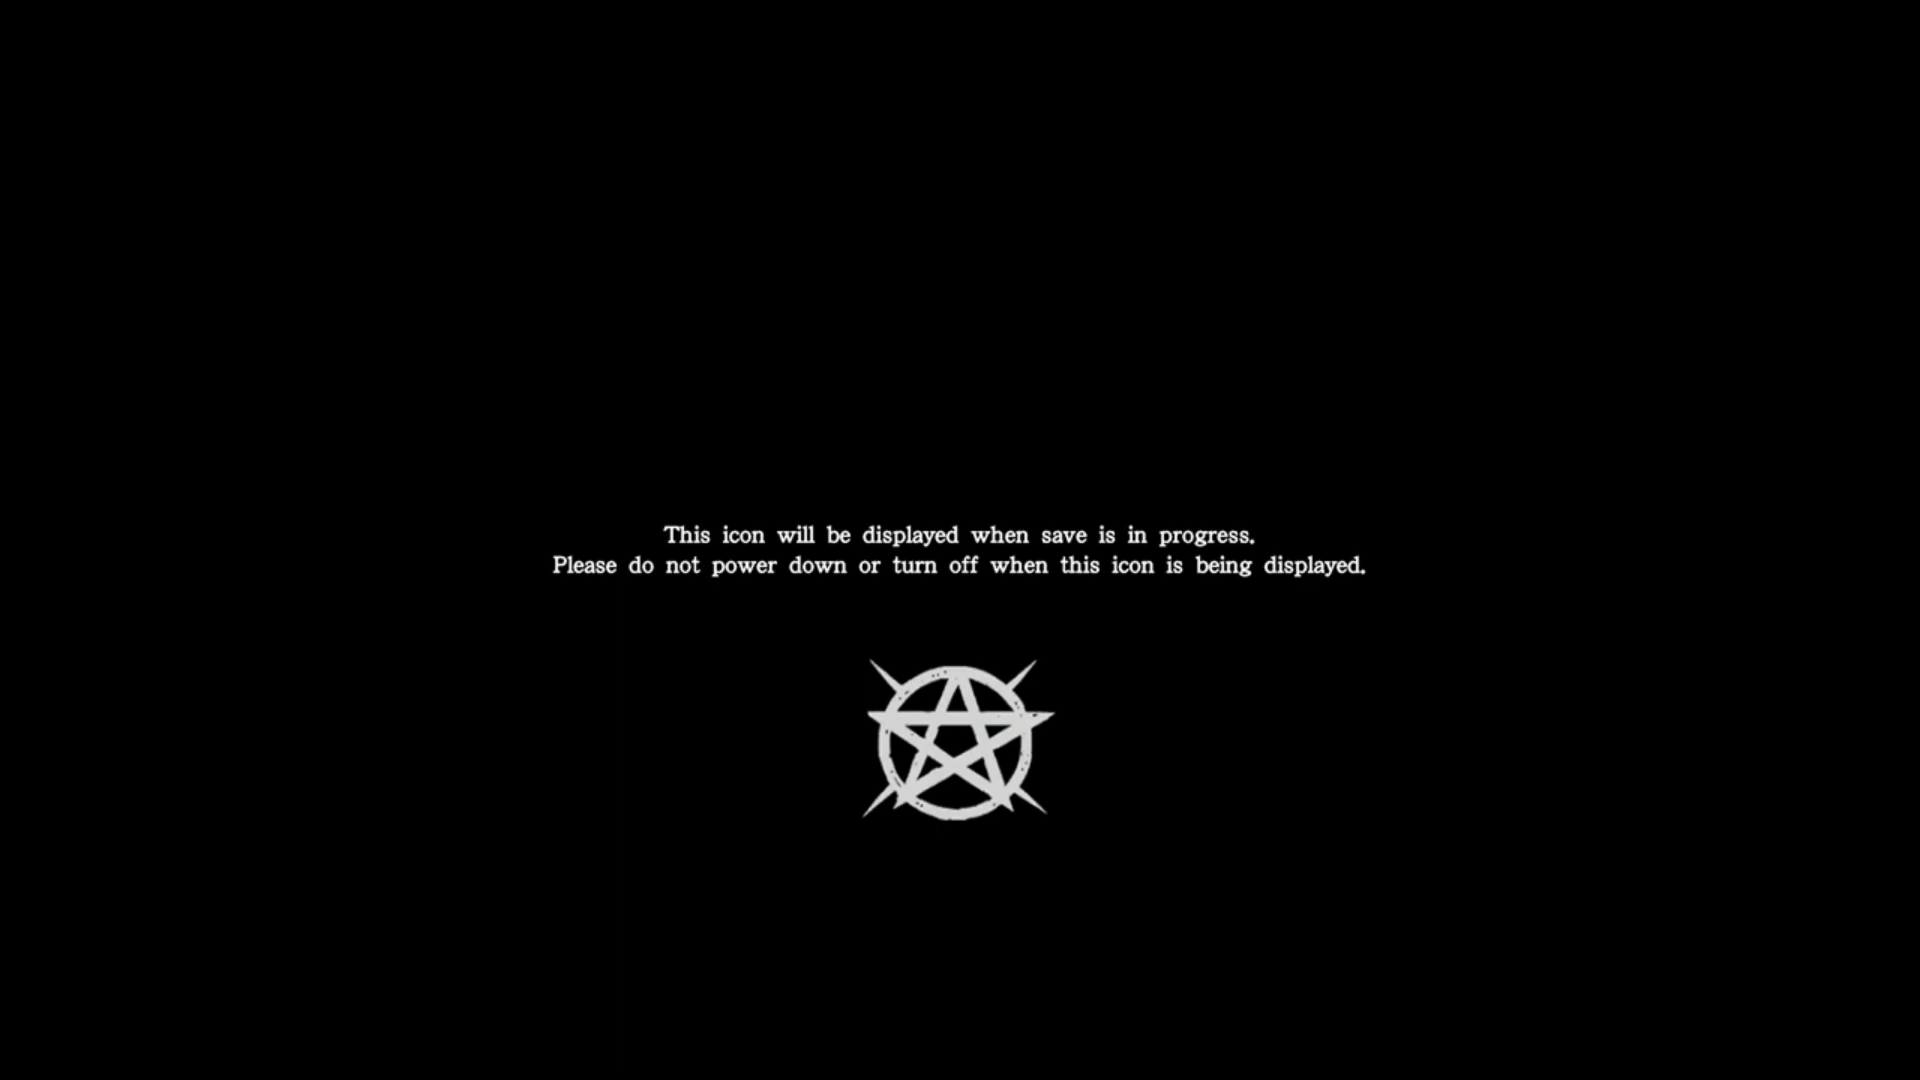 This icon will be displayed when save is in progress.
Please do not power down or turn off when this icon is being displayed.